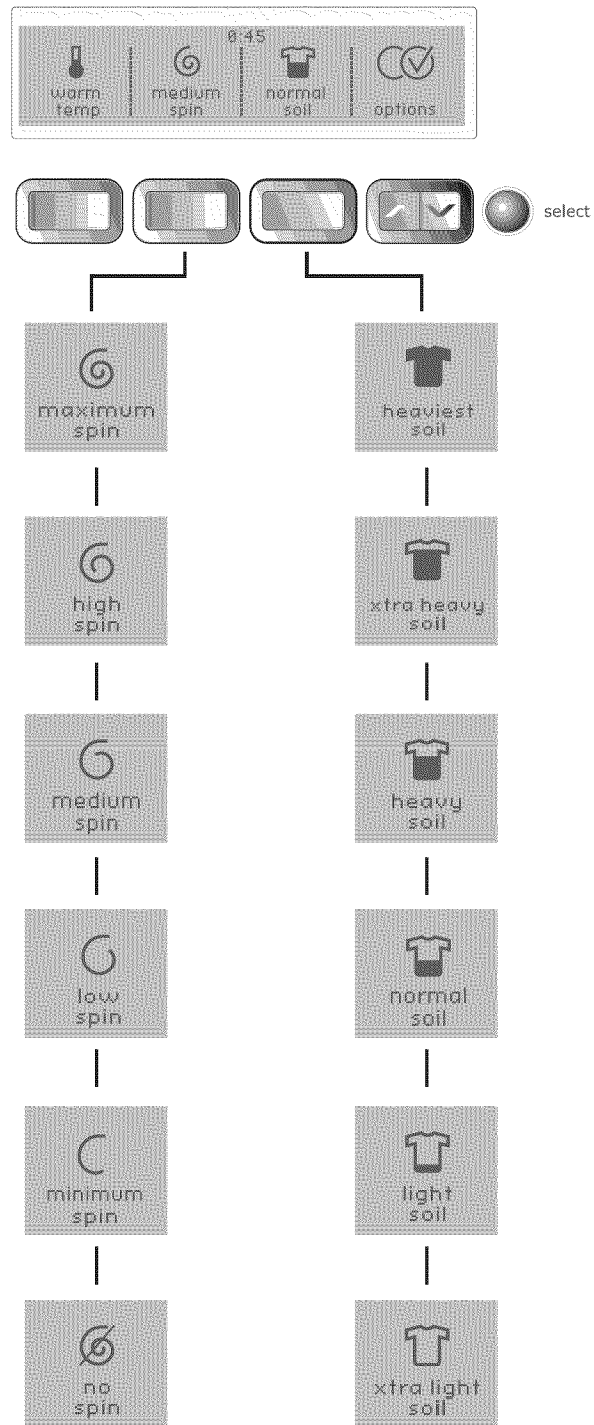 0:45
warm
temp
medium
spin
normal
soil
options
select
maximum
spin
heaviest
soil
high
spin
xtra heavy
soil
medium
spin
heavy
soil
low
spin
normal
soil
minimum
spin
light
soil
no
spin
xtra light
soil